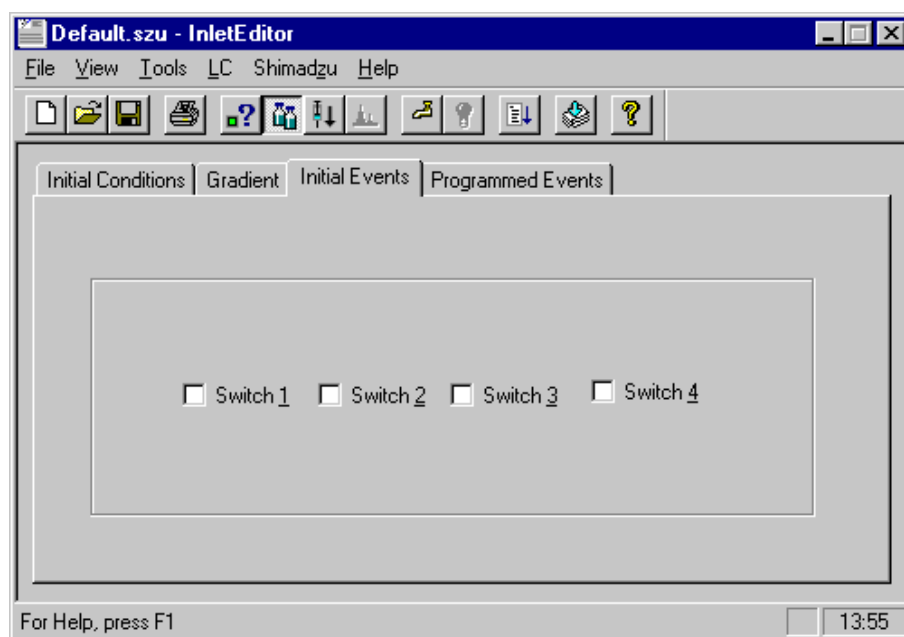 Default.szu - InletEditor
File View Tools LC Shimadzu Help
Initial Conditions Gradient Initial Events Programmed Events
Switch 1 Switch 2 Switch 3 Switch 4
For Help, press F1 13:55